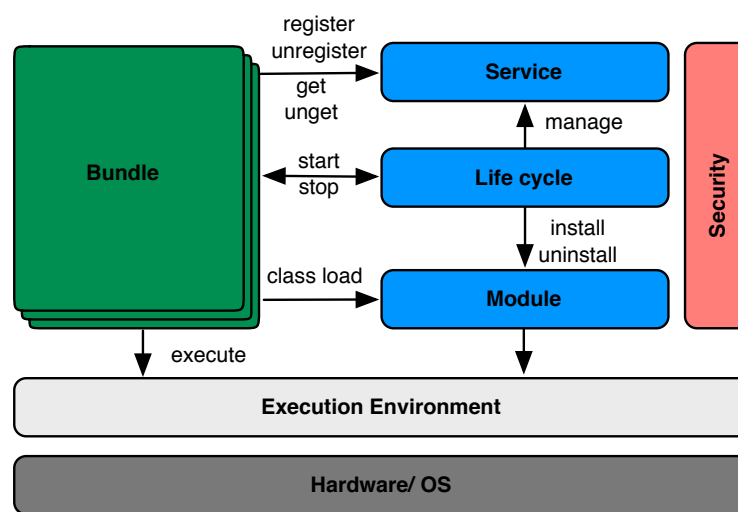 register
unregister
Service
get
unget
manage
Bundle
start
stop
Life cycle
Security
install
uninstall
class load
Module
execute
Execution Environment
Hardware/ OS